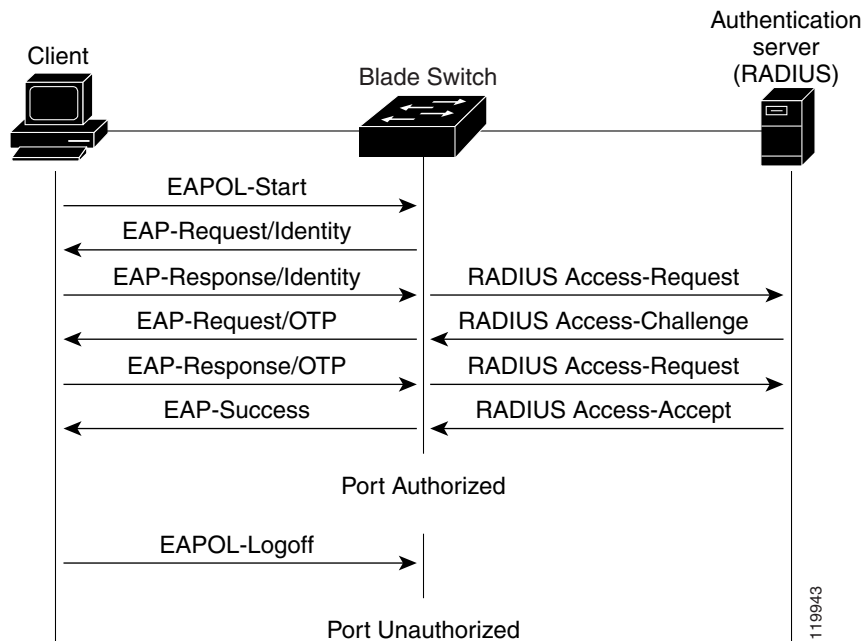 Authentication
server
(RADIUS)
Client
Blade Switch
EAPOL-Start
EAP-Request/Identity
EAP-Response/Identity
RADIUS Access-Request
EAP-Request/OTP
RADIUS Access-Challenge
EAP-Response/OTP
RADIUS Access-Request
EAP-Success
RADIUS Access-Accept
Port Authorized
EAPOL-Logoff
Port Unauthorized
119943